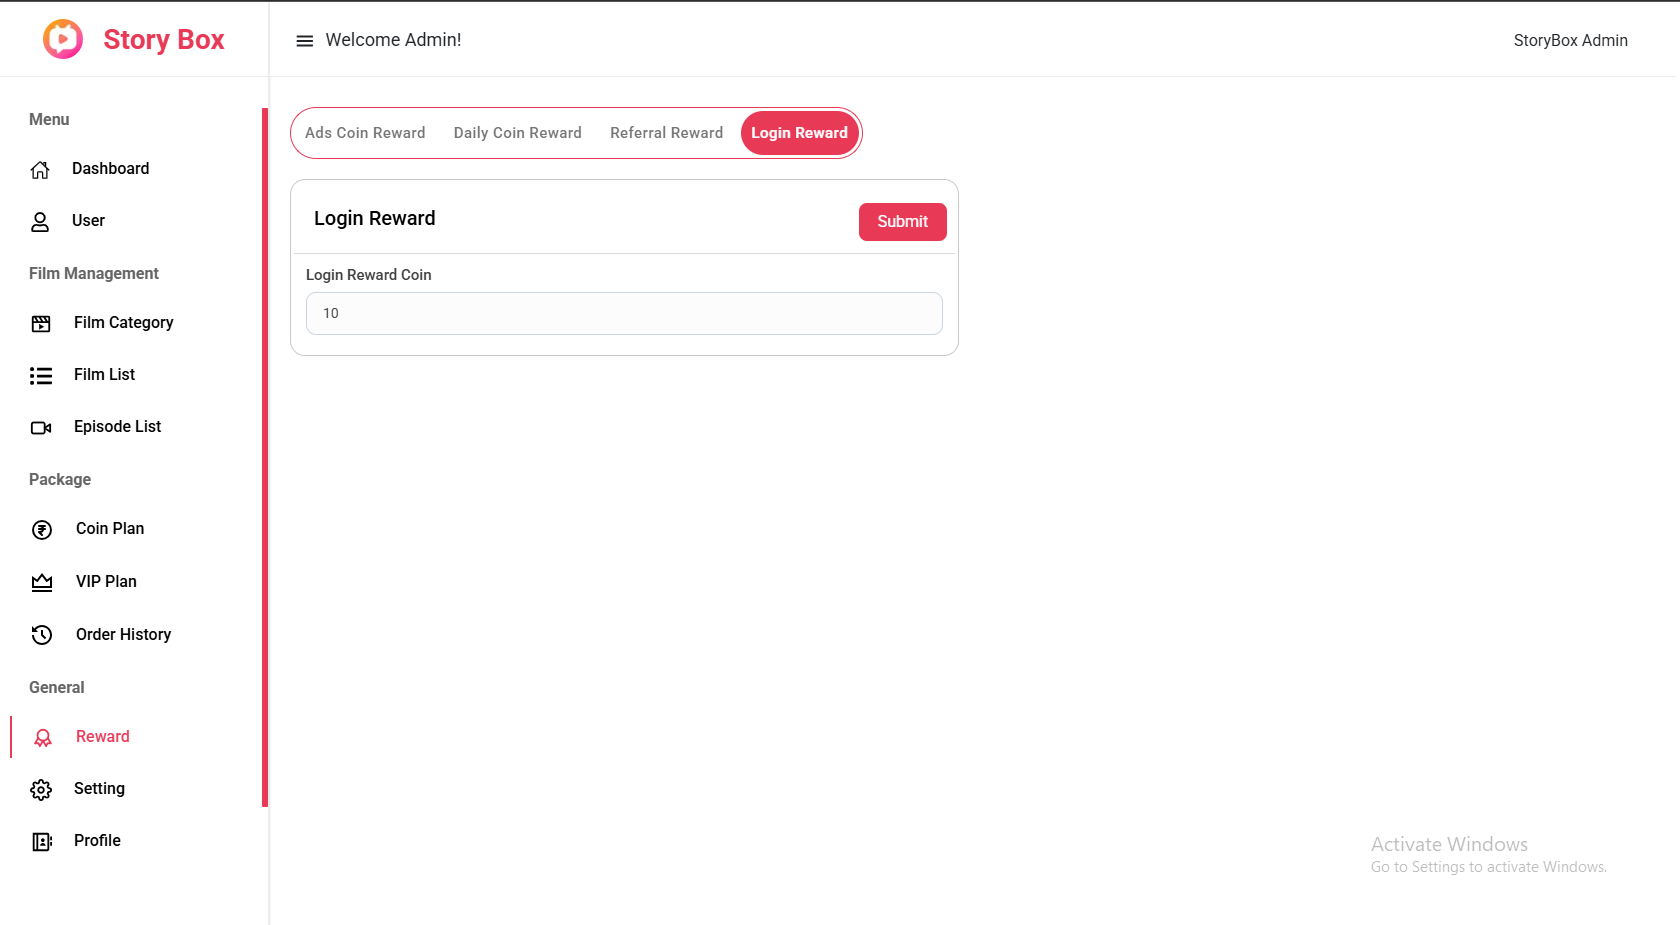 Story Box
Welcome Admin!
StoryBox Admin
Menu
Dashboard
User
Film Management
Film Category
Film List
Episode List
Package
Coin Plan
VIP Plan
Order History
General
Reward
Setting
Profile
Ads Coin Reward
Daily Coin Reward
Referral Reward
Login Reward
Login Reward
Submit
Login Reward Coin
10
Activate Windows
Go to Settings to activate Windows.